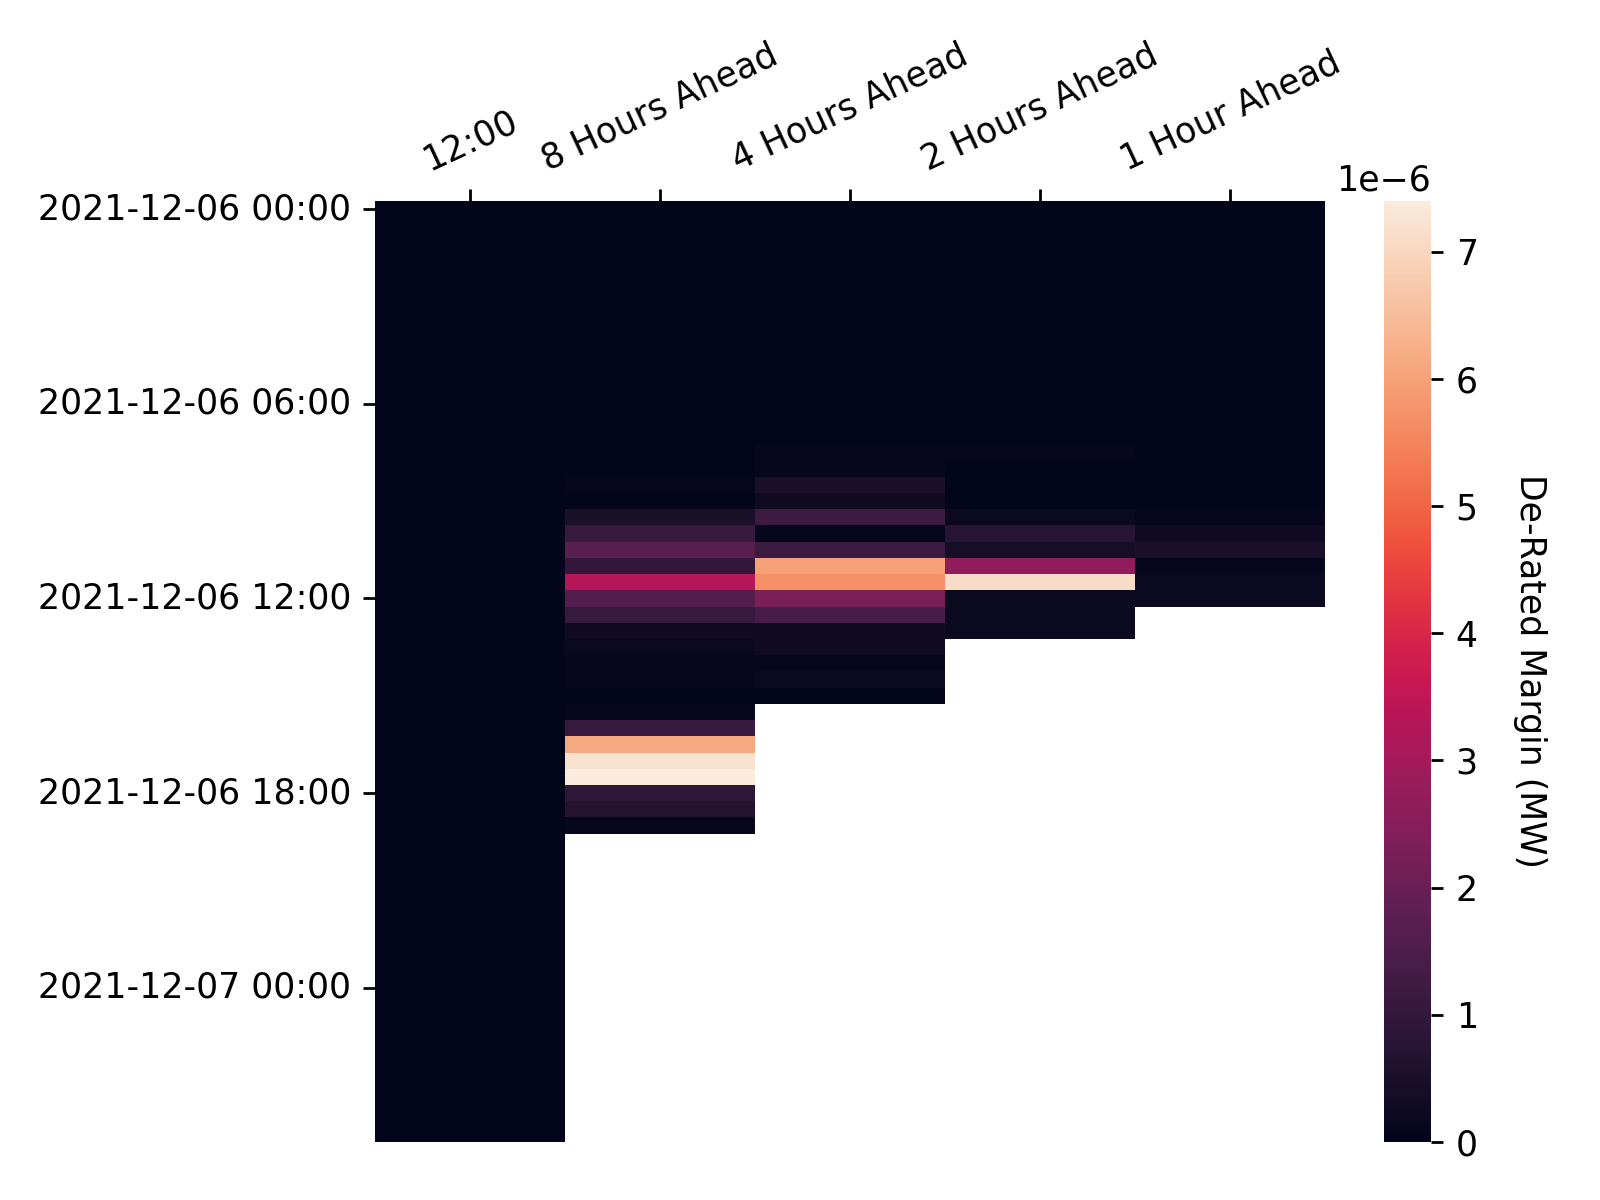 12:00
8 Hours Ahead
4 Hours Ahead
2 Hours Ahead
1 Hour Ahead
2021-12-06 00:00
2021-12-06 06:00
2021-12-06 12:00
2021-12-06 18:00
2021-12-07 00:00
1e−6
7
6
5
4
3
2
1
0
De-Rated Margin (MW)